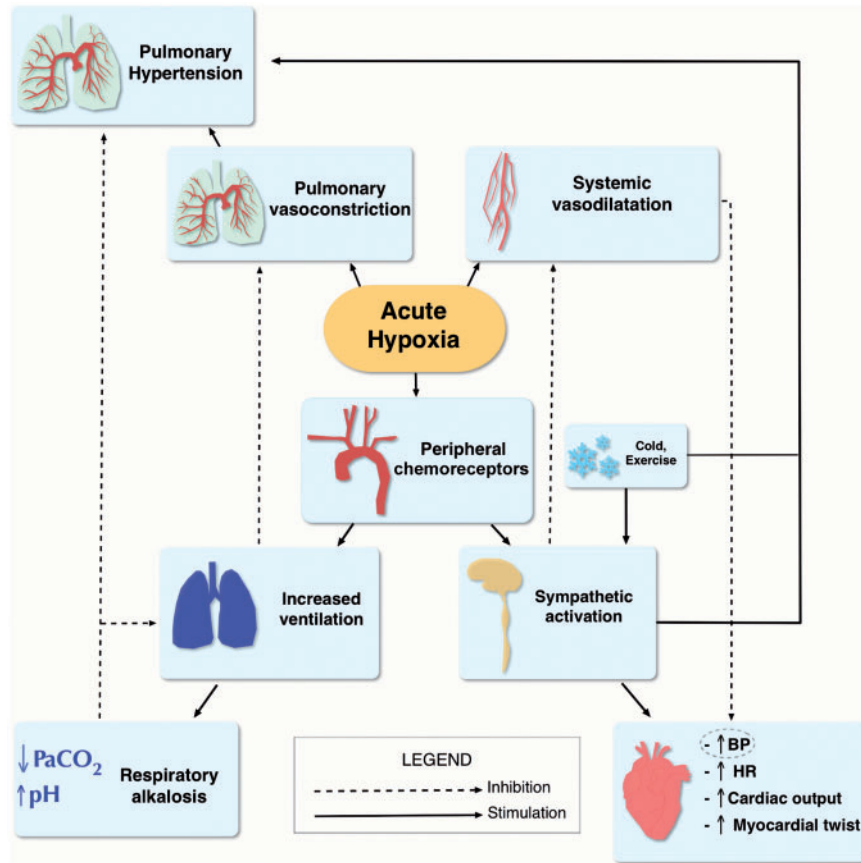 Pulmonary
Hypertension
Pulmonary
vasoconstriction
Systemic
vasodilatation
Acute
Hypoxia
Peripheral
chemoreceptors
Cold,
Exercise
Increased
ventilation
Sympathetic
activation
↓ PaCO₂
↑ pH
Respiratory
alkalosis
LEGEND
Inhibition
Stimulation
- ↑ BP
- ↑ HR
- ↑ Cardiac output
- ↑ Myocardial twist